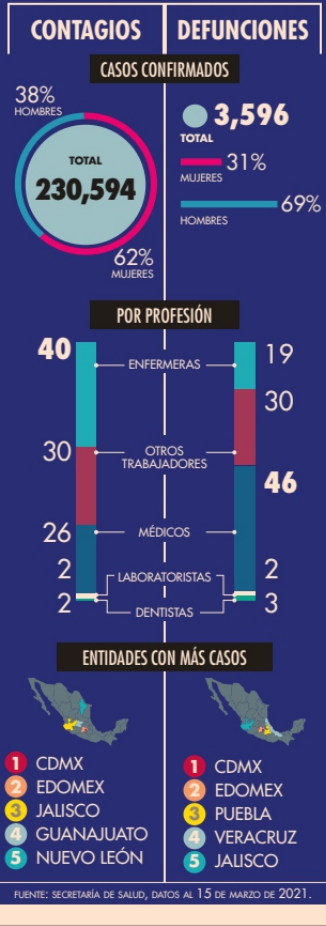 CONTAGIOS
DEFUNCIONES
CASOS CONFIRMADOS
38%
HOMBRES
TOTAL
230,594
62%
MUJERES
3,596
TOTAL
31%
MUJERES
69%
HOMBRES
POR PROFESIÓN
40
ENFERMERAS
19
30
OTROS
TRABAJADORES
30
26
MÉDICOS
46
2
LABORATORISTAS
2
2
DENTISTAS
3
ENTIDADES CON MÁS CASOS
1 CDMX
2 EDOMEX
3 JALISCO
4 GUANAJUATO
5 NUEVO LEÓN
1 CDMX
2 EDOMEX
3 PUEBLA
4 VERACRUZ
5 JALISCO
FUENTE: SECRETARÍA DE SALUD, DATOS AL 15 DE MARZO DE 2021.